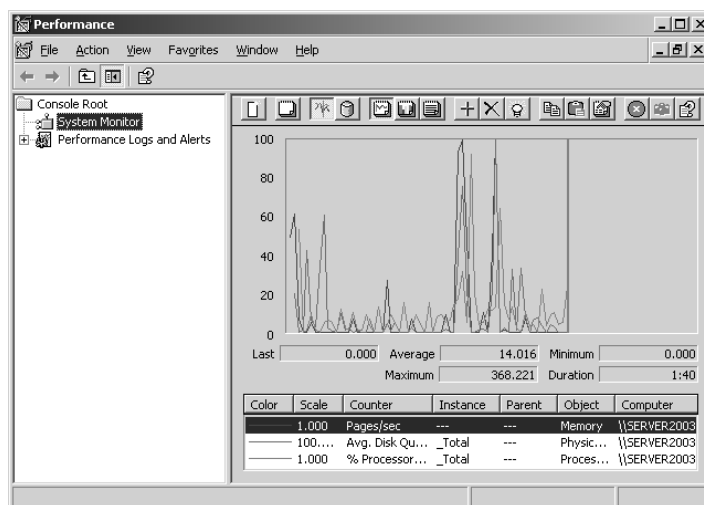 Performance
File Action View Favorites Window Help
Console Root
System Monitor
Performance Logs and Alerts
100
80
60
40
20
0
Last 0.000 Average 14.016 Minimum 0.000
Maximum 368.221 Duration 1:40
Color Scale Counter Instance Parent Object Computer
1.000 Pages/sec --- --- Memory \\SERVER2003
100.... Avg. Disk Qu... _Total --- Physic... \\SERVER2003
1.000 % Processor... _Total --- Proces... \\SERVER2003